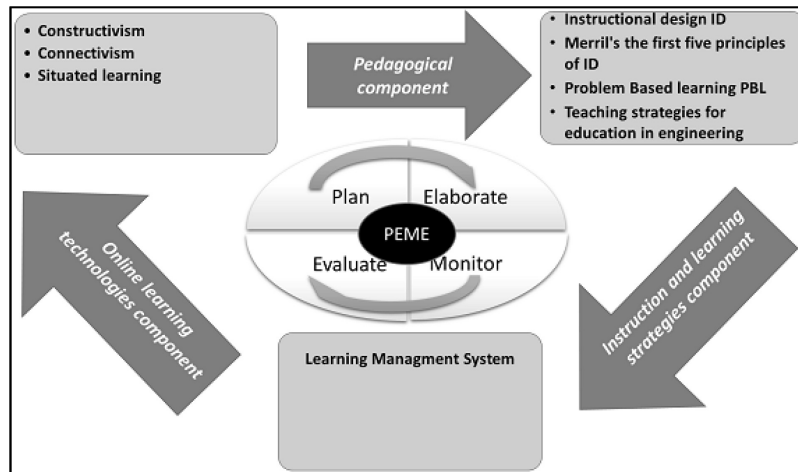 • Constructivism
• Connectivism
• Situated learning
Pedagogical
component
• Instructional design ID
• Merril's the first five principles
of ID
• Problem Based learning PBL
• Teaching strategies for
education in engineering
Plan
Elaborate
PEME
Evaluate
Monitor
Online learning
technologies component
Instruction and learning
strategies component
Learning Managment System